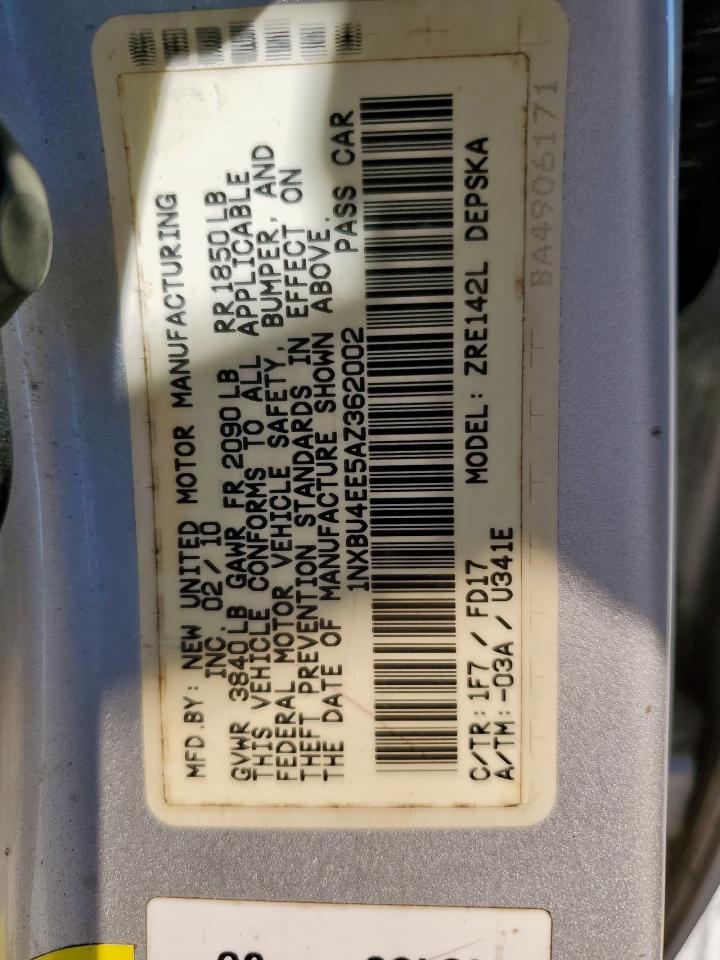 MFD.BY: NEW UNITED MOTOR MANUFACTURING
INC. 02/10
GVWR 3840LB GAWR FR 2090LB RR 1850LB
THIS VEHICLE CONFORMS TO ALL APPLICABLE
FEDERAL MOTOR VEHICLE SAFETY, BUMPER, AND
THEFT PREVENTION STANDARDS IN EFFECT ON
THE DATE OF MANUFACTURE SHOWN ABOVE.
1NXBU4EE5AZ362002 PASS CAR
C/TR: 1F7 / FD17 MODEL: ZRE142L DEPSKA
A/TM: -03A / U341E
BA4906171